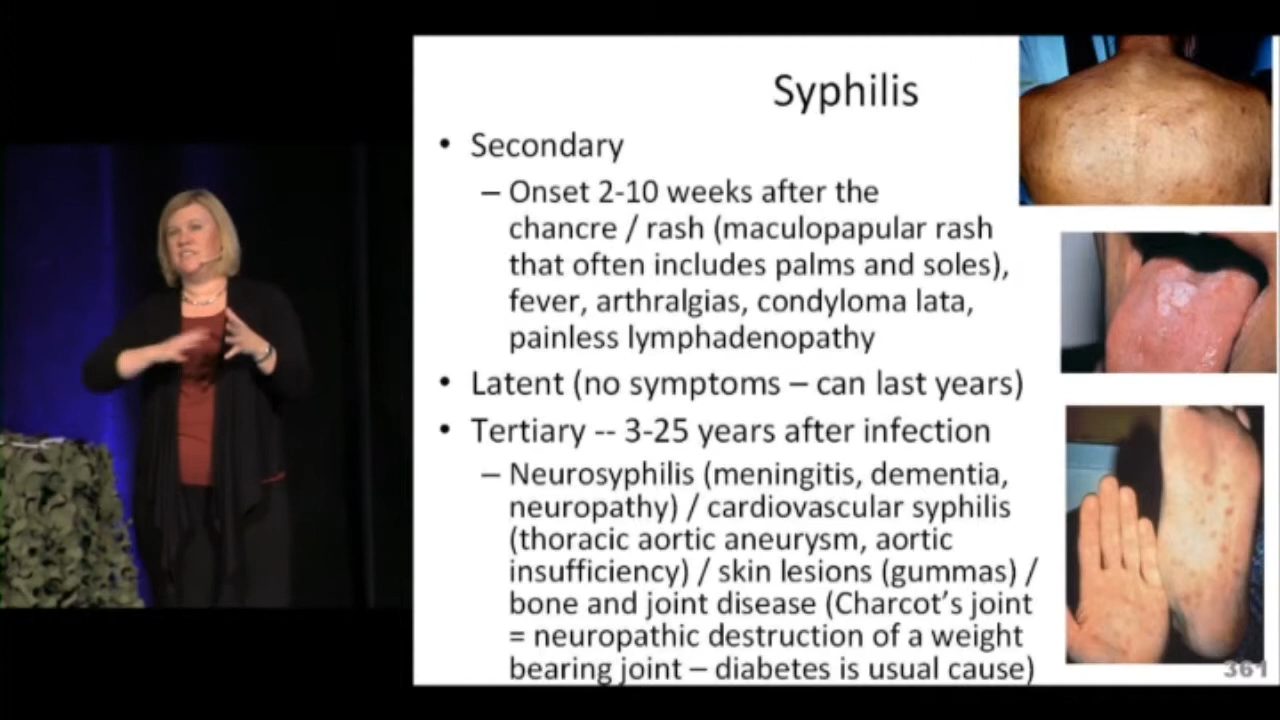 Syphilis
• Secondary
– Onset 2-10 weeks after the
chancre / rash (maculopapular rash
that often includes palms and soles),
fever, arthralgias, condyloma lata,
painless lymphadenopathy
• Latent (no symptoms – can last years)
• Tertiary -- 3-25 years after infection
– Neurosyphilis (meningitis, dementia,
neuropathy) / cardiovascular syphilis
(thoracic aortic aneurysm, aortic
insufficiency) / skin lesions (gummas) /
bone and joint disease (Charcot's joint
= neuropathic destruction of a weight
bearing joint – diabetes is usual cause)
361